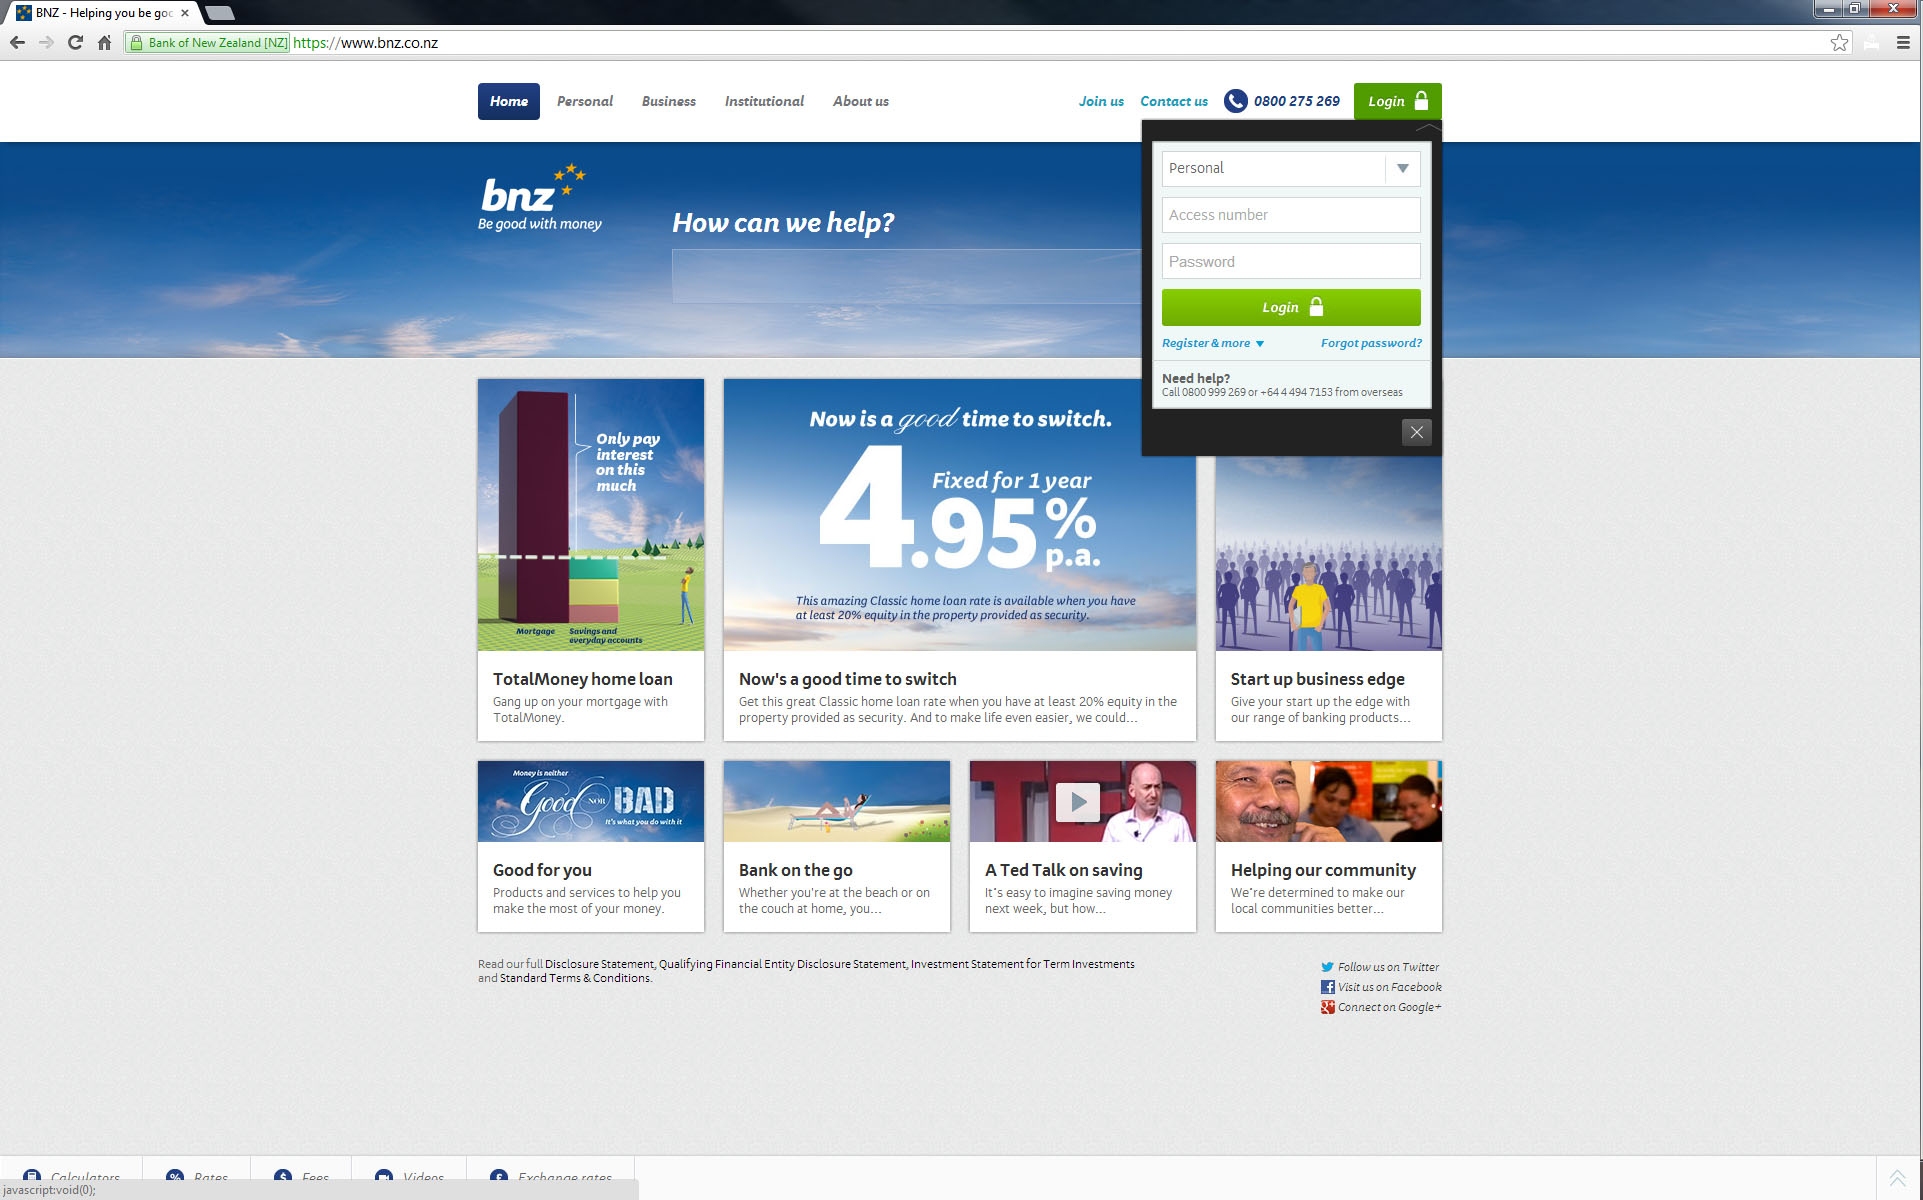 BNZ - Helping you be goo
Bank of New Zealand [NZ] https://www.bnz.co.nz
Home Personal Business Institutional About us Join us Contact us 0800 275 269 Login
bnz
Be good with money
How can we help?
Personal
Access number
Password
Login
Register & more Forgot password?
Need help?
Call 0800 999 269 or +64 4 494 7153 from overseas
Only pay
interest
on this
much
Mortgage
Savings and
everyday accounts
TotalMoney home loan
Gang up on your mortgage with
TotalMoney.
Now is a good time to switch.
Fixed for 1 year
4.95%
p.a.
This amazing Classic home loan rate is available when you have
at least 20% equity in the property provided as security.
Now's a good time to switch
Get this great Classic home loan rate when you have at least 20% equity in the
property provided as security. And to make life even easier, we could...
Start up business edge
Give your start up the edge with
our range of banking products...
Money is neither
Good NOR BAD
It's what you do with it
Good for you
Products and services to help you
make the most of your money.
Bank on the go
Whether you're at the beach or on
the couch at home, you...
TED
A Ted Talk on saving
It's easy to imagine saving money
next week, but how...
Helping our community
We're determined to make our
local communities better...
Read our full Disclosure Statement, Qualifying Financial Entity Disclosure Statement, Investment Statement for Term Investments
and Standard Terms & Conditions.
Follow us on Twitter
Visit us on Facebook
Connect on Google+
Calculators Rates Fees Videos Exchange rates
javascript:void(0);